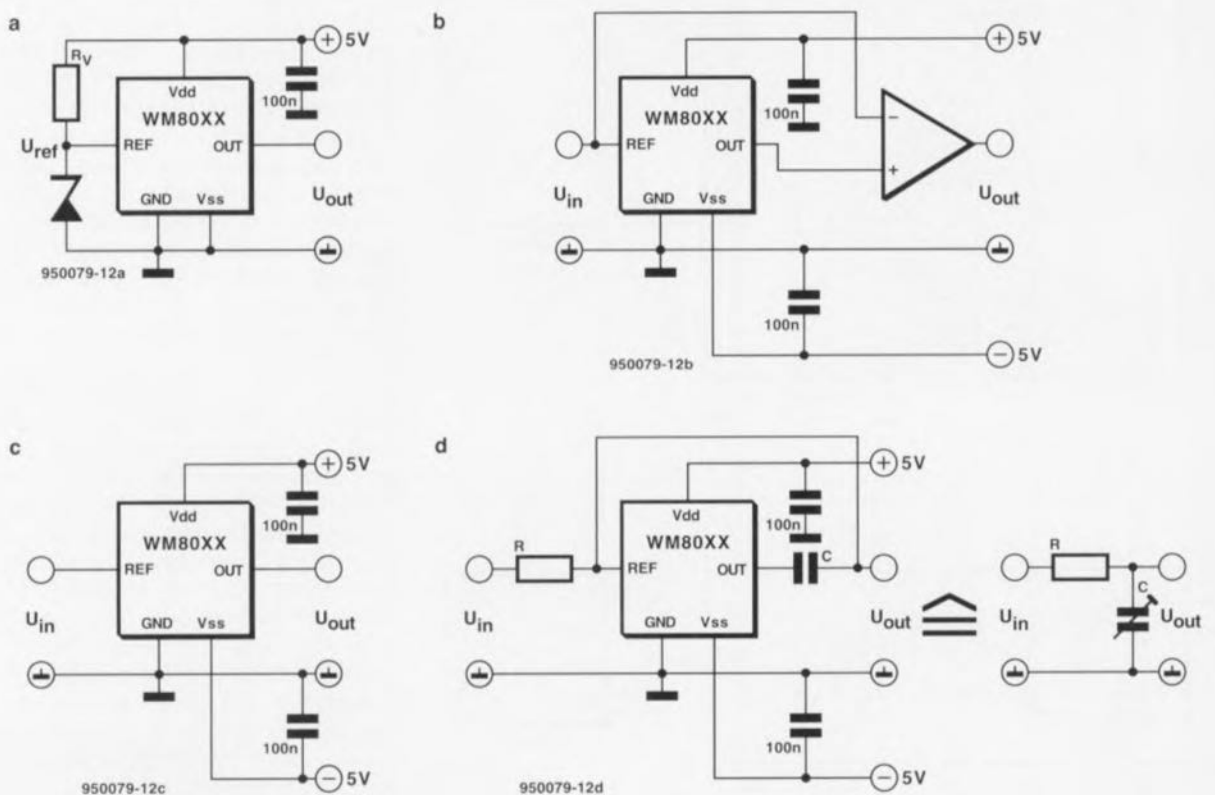 a
5V
RV
Vdd
100n
WM80XX
Uref
REF
OUT
Uout
GND
Vss
950079-12a
b
5V
Vdd
100n
WM80XX
REF
OUT
−
+
Uin
Uout
GND
Vss
100n
950079-12b
5V
c
5V
Vdd
100n
WM80XX
REF
OUT
Uin
Uout
GND
Vss
100n
5V
950079-12c
d
5V
Vdd
100n
WM80XX
R
REF
OUT
C
Uin
Uout
GND
Vss
100n
5V
950079-12d
R
C
Uin
Uout